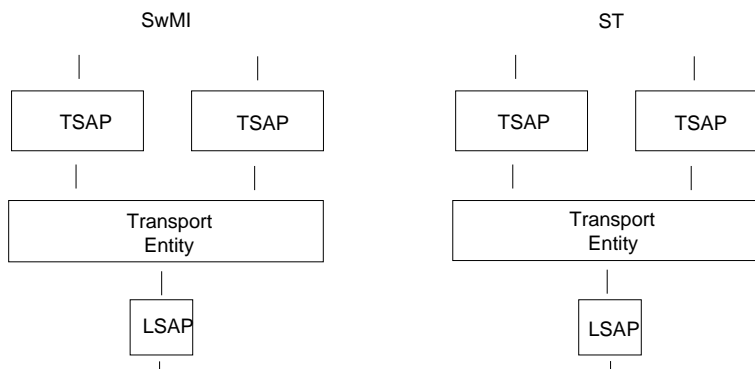 SwMI ST
TSAP TSAP TSAP TSAP
Transport Transport
Entity Entity
LSAP LSAP